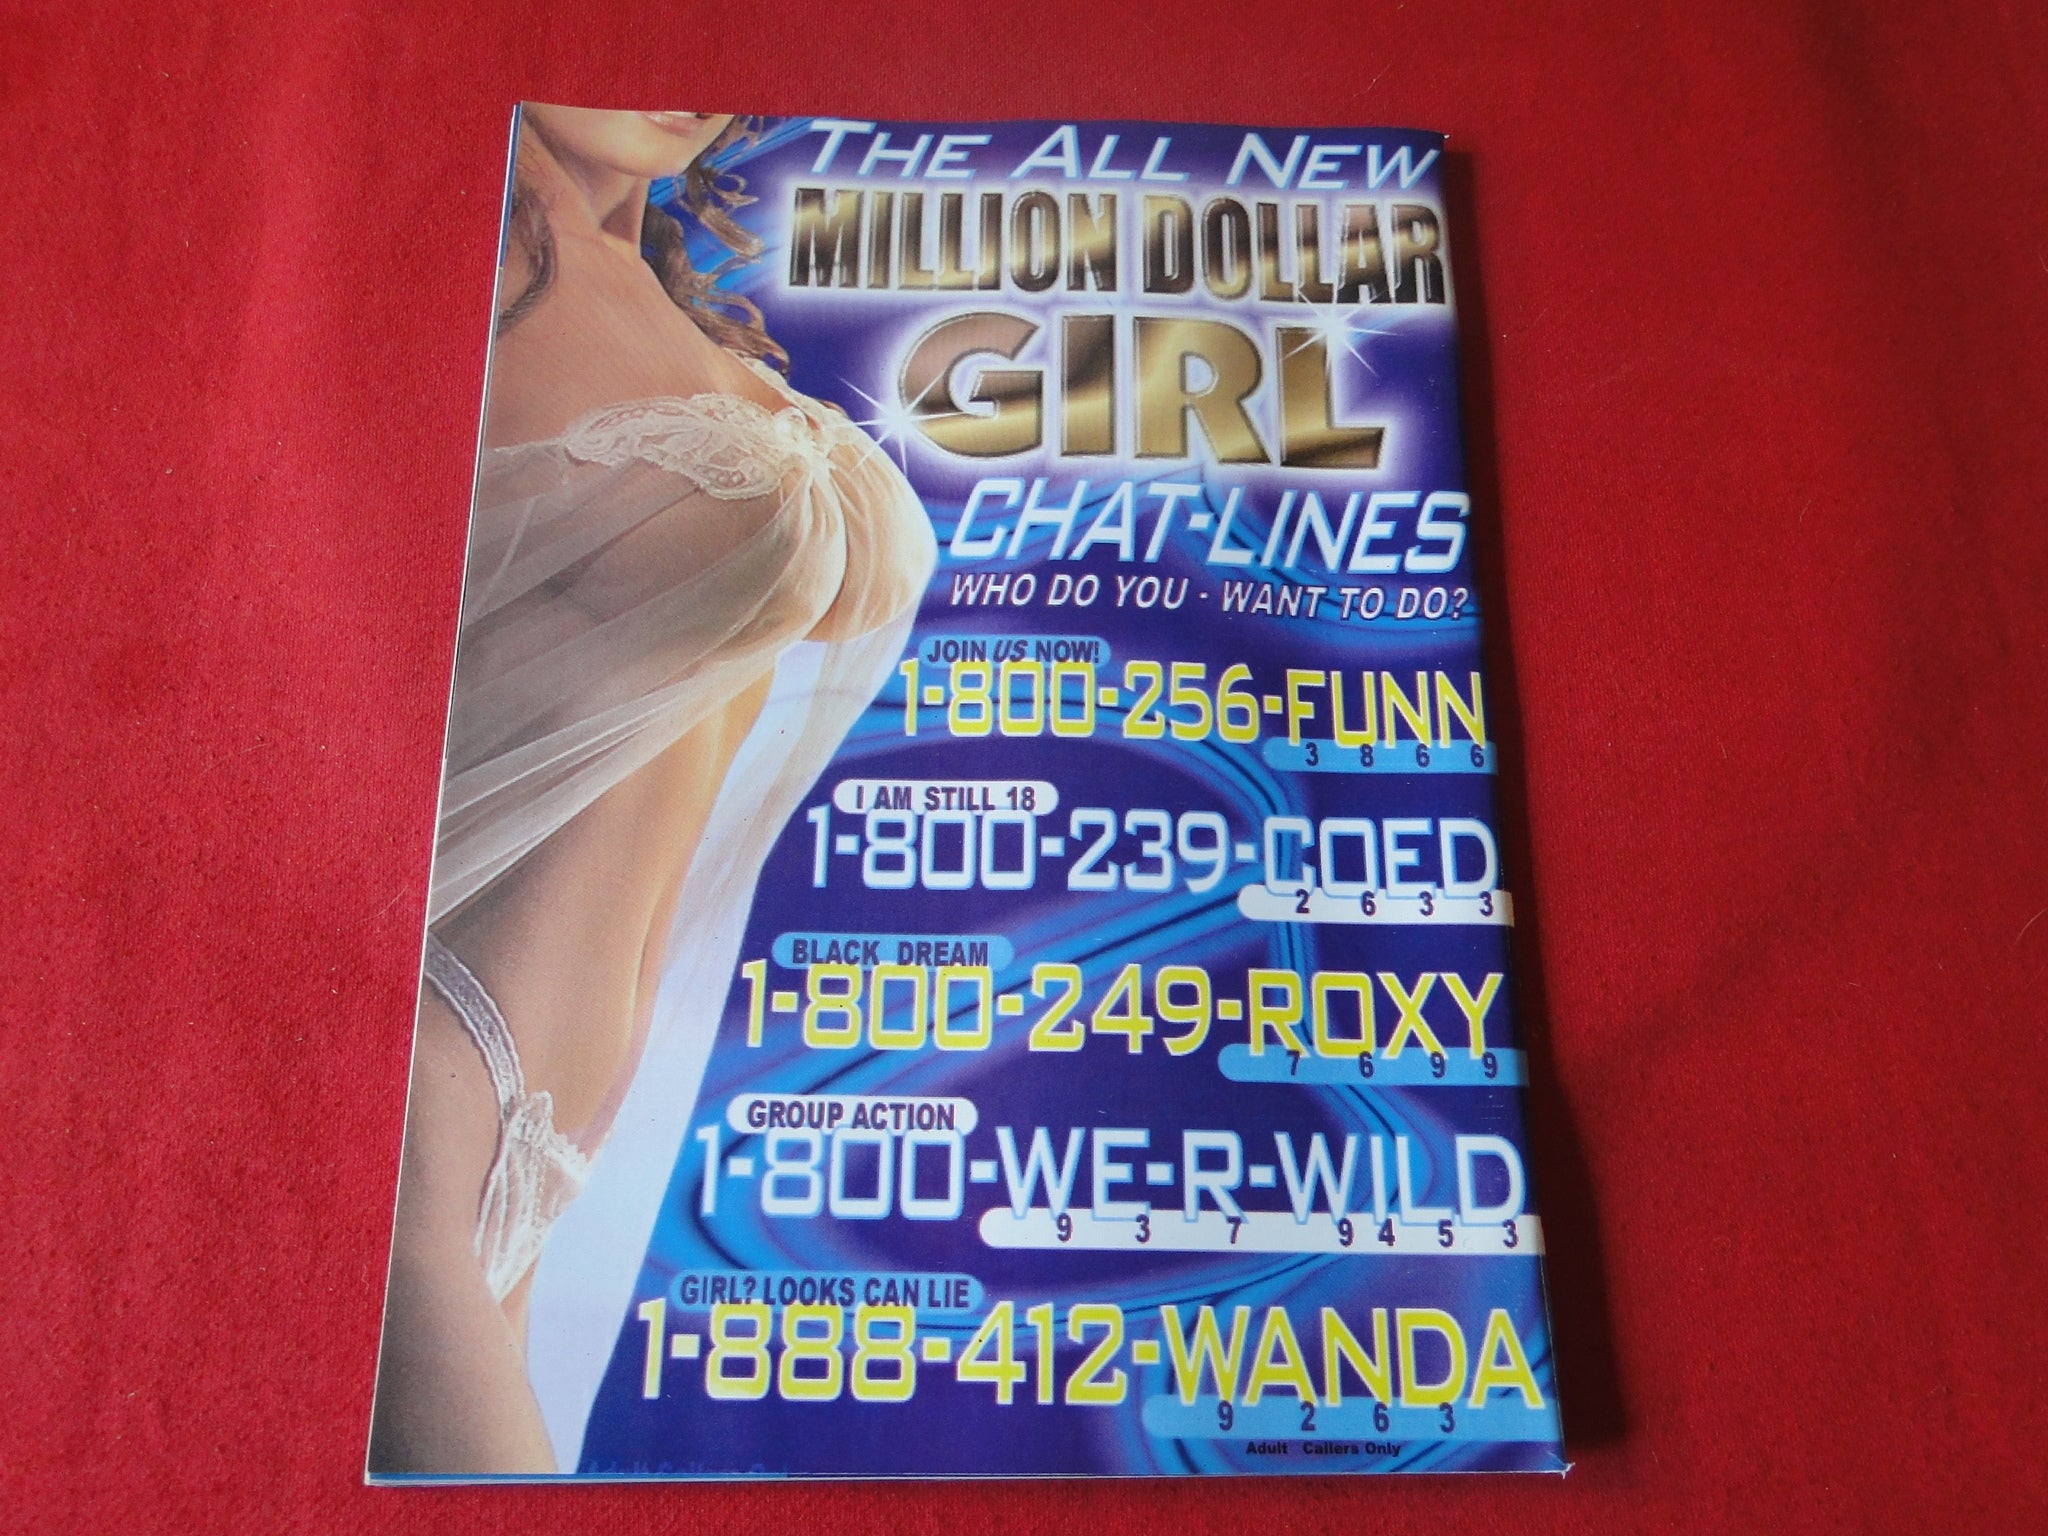 THE ALL NEW
MILLION DOLLAR
GIRL
CHAT-LINES
WHO DO YOU - WANT TO DO?
JOIN US NOW!
1-800-256-FUNN
3 8 6 6
I AM STILL 18
1-800-239-COED
2 6 3 3
BLACK DREAM
1-800-249-ROXY
7 6 9 9
GROUP ACTION
1-800-WE-R-WILD
9 3 7 9 4 5 3
GIRL? LOOKS CAN LIE
1-888-412-WANDA
9 2 6 3
Adult Callers Only